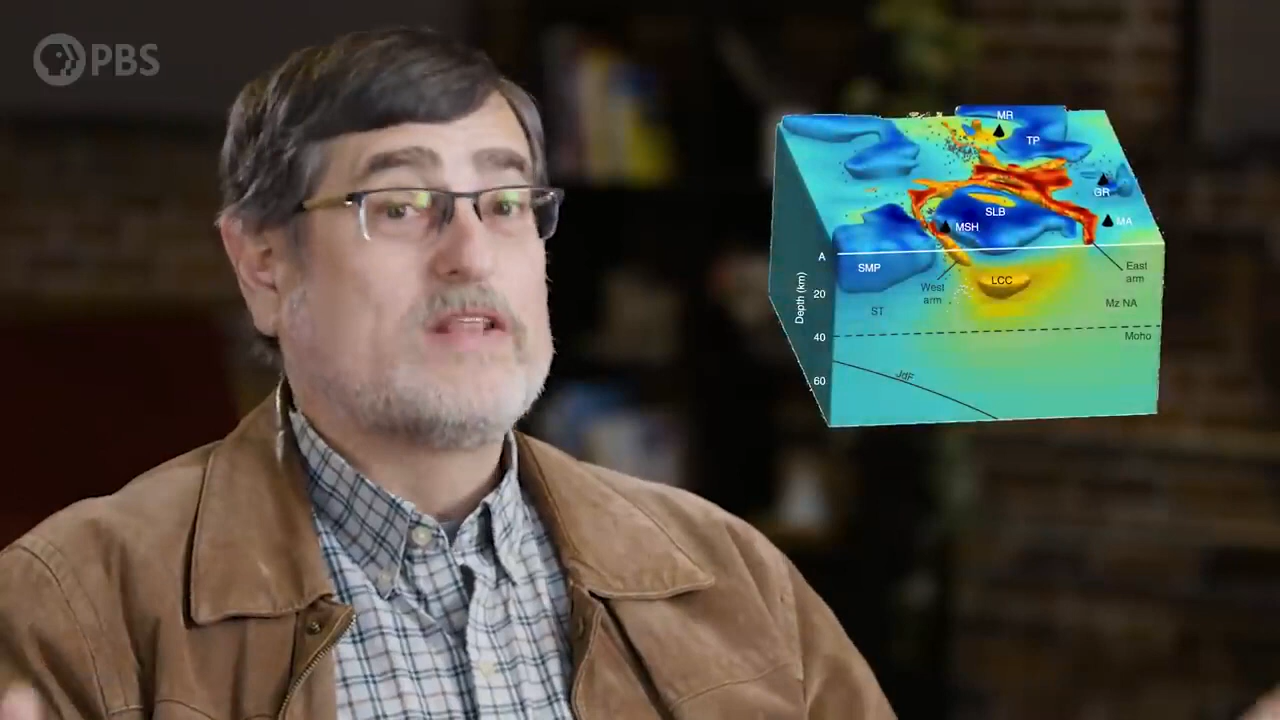 PBS
MR
TP
GR
SLB
MSH
MA
A
SMP
West
arm
LCC
East
arm
Depth (km)
20
ST
Mz NA
40
Moho
60
JdF